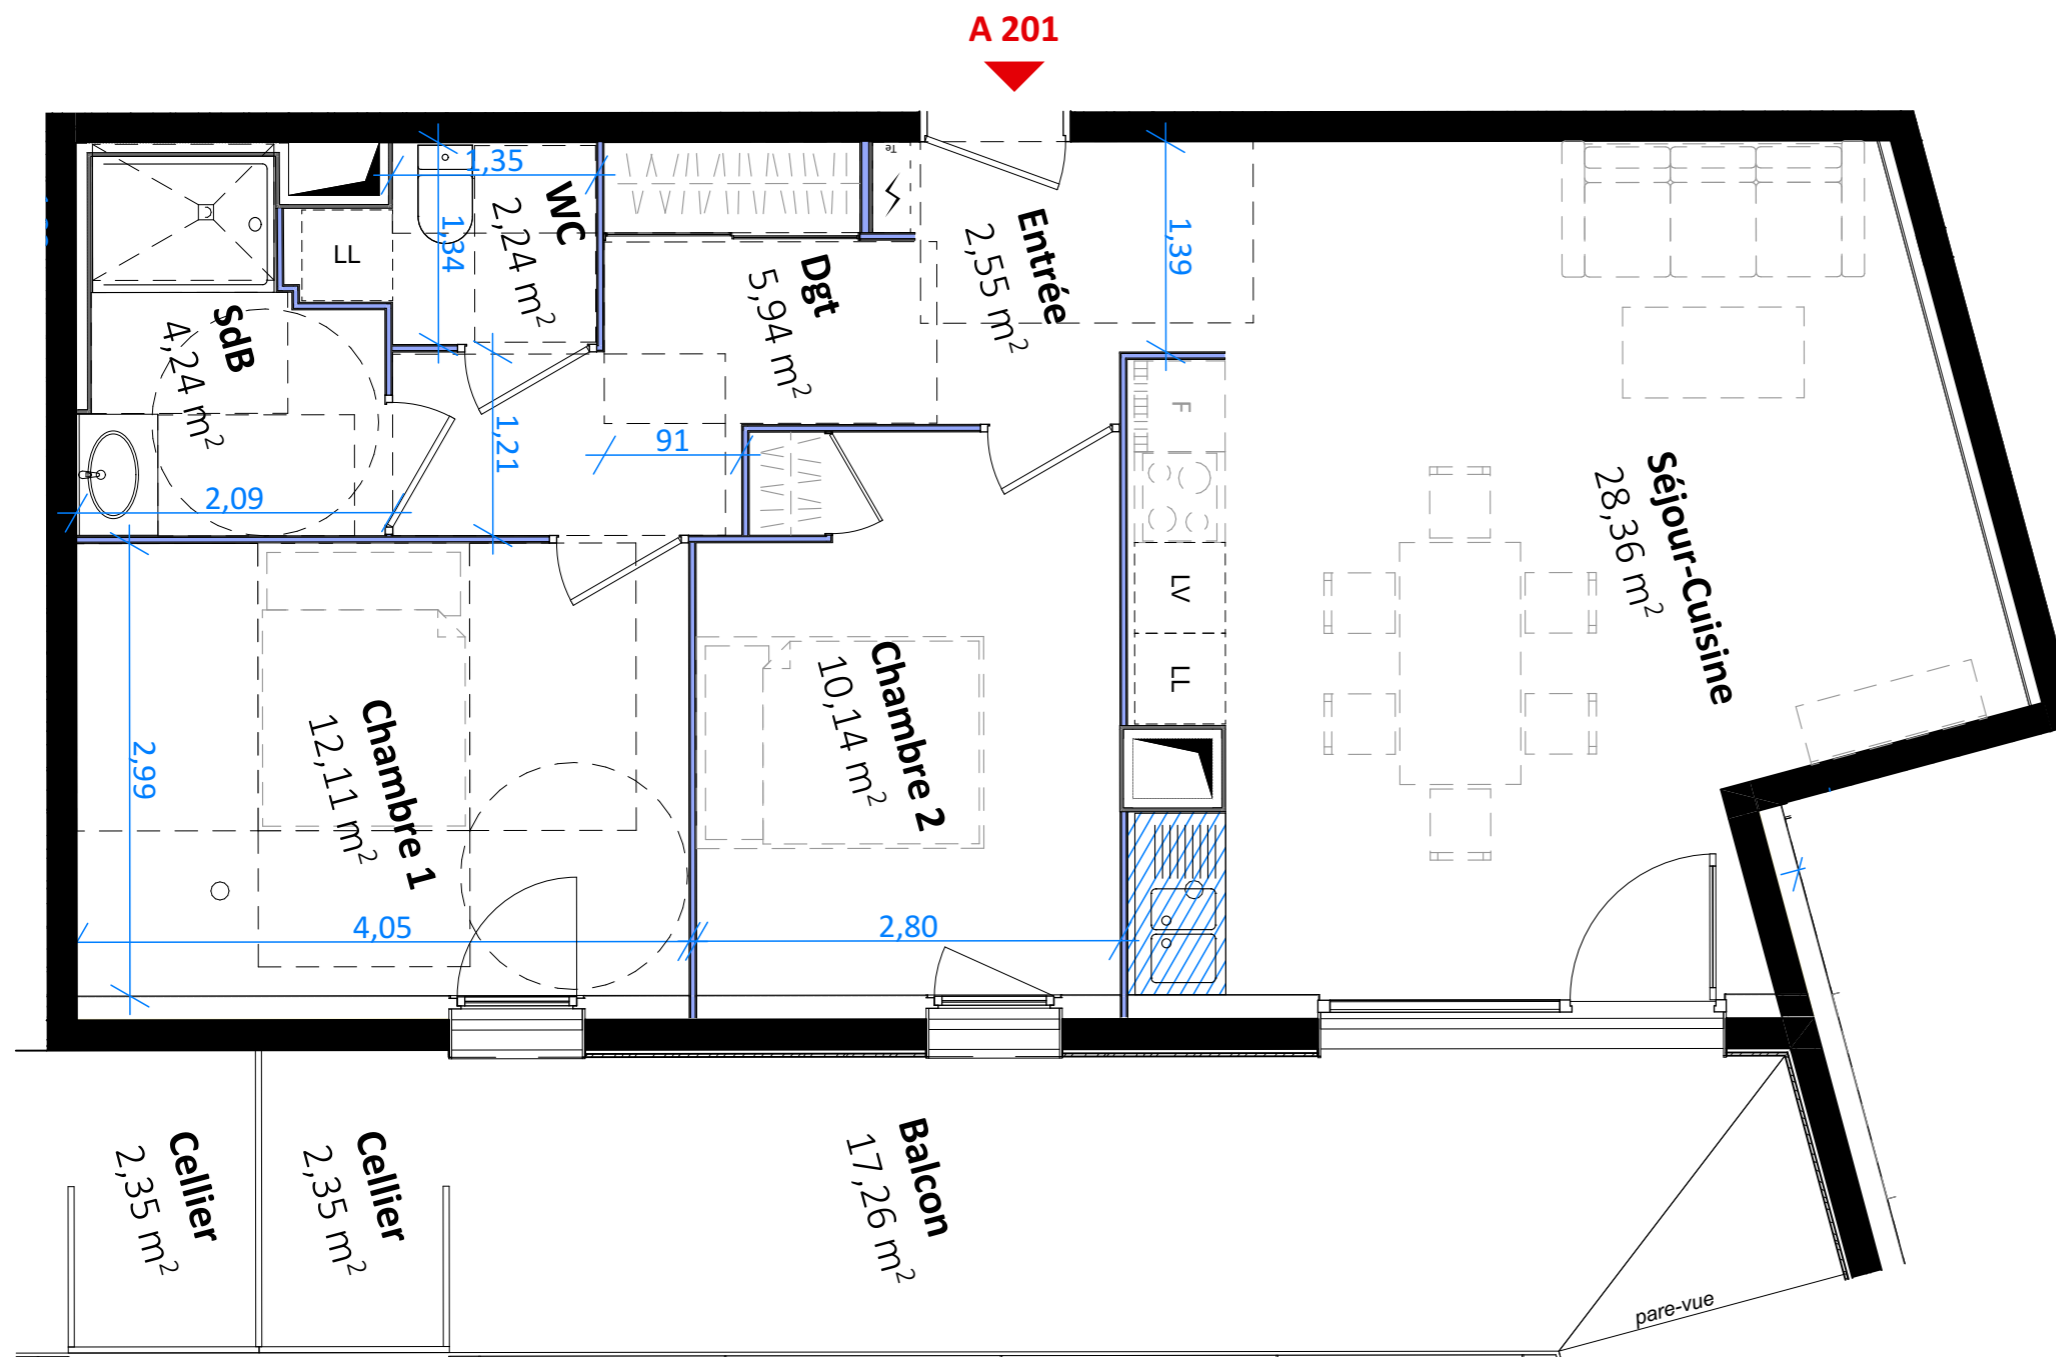 A 201
1,35
WC
2,24 m²
1,34
LL
Te
Entrée
2,55 m²
1,39
Dgt
5,94 m²
SdB
4,24 m²
2,09
1,21
91
F
LV
LL
Séjour-Cuisine
28,36 m²
Chambre 1
12,11 m²
2,99
4,05
Chambre 2
10,14 m²
2,80
Cellier
2,35 m²
Cellier
2,35 m²
Balcon
17,26 m²
pare-vue